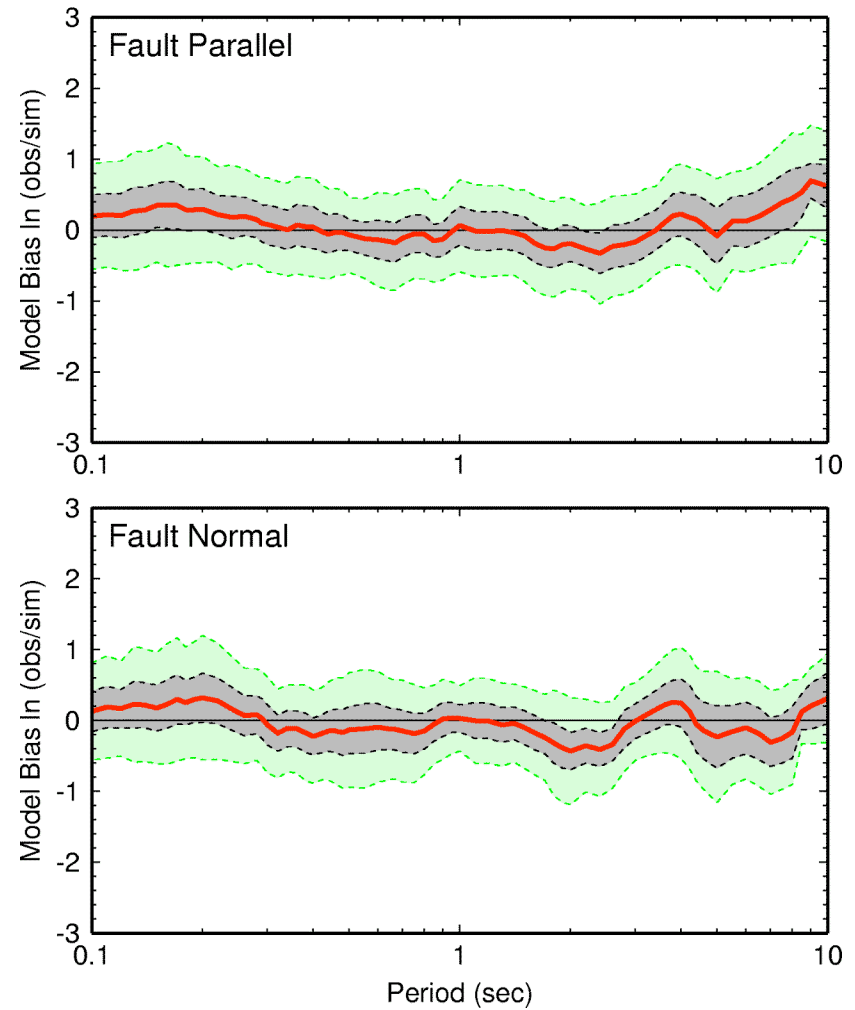 Fault Parallel
Model Bias ln (obs/sim)
3
2
1
0
-1
-2
-3
0.1 1 10
Fault Normal
Model Bias ln (obs/sim)
3
2
1
0
-1
-2
-3
0.1 1 10
Period (sec)